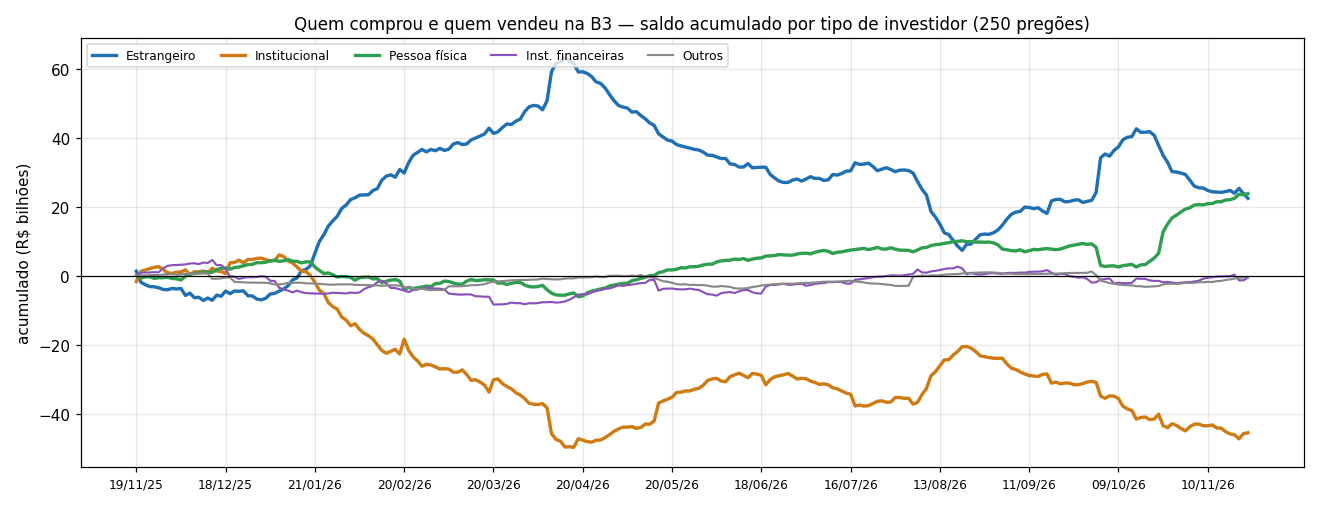 Quem comprou e quem vendeu na B3 — saldo acumulado por tipo de investidor (250 pregões)
Estrangeiro Institucional Pessoa física Inst. financeiras Outros
acumulado (R$ bilhões)
60
40
20
0
−20
−40
19/11/25 18/12/25 21/01/26 20/02/26 20/03/26 20/04/26 20/05/26 18/06/26 16/07/26 13/08/26 11/09/26 09/10/26 10/11/26